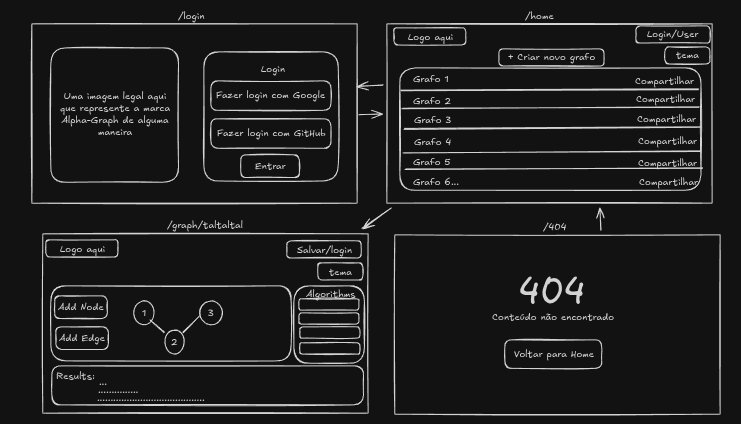 /login
Uma imagem legal aqui
que represente a marca
Alpha-Graph de alguma
maneira
Login
Fazer login com Google
Fazer login com GitHub
Entrar
/home
Logo aqui
Login/User
tema
+ Criar novo grafo
Grafo 1 Compartilhar
Grafo 2 Compartilhar
Grafo 3 Compartilhar
Grafo 4 Compartilhar
Grafo 5 Compartilhar
Grafo 6... Compartilhar
/graph/taltaltal
Logo aqui
Salvar/login
tema
Add Node
Add Edge
1
3
2
Algorithms
Results:
...
..............
......................................
/404
404
Conteúdo não encontrado
Voltar para Home